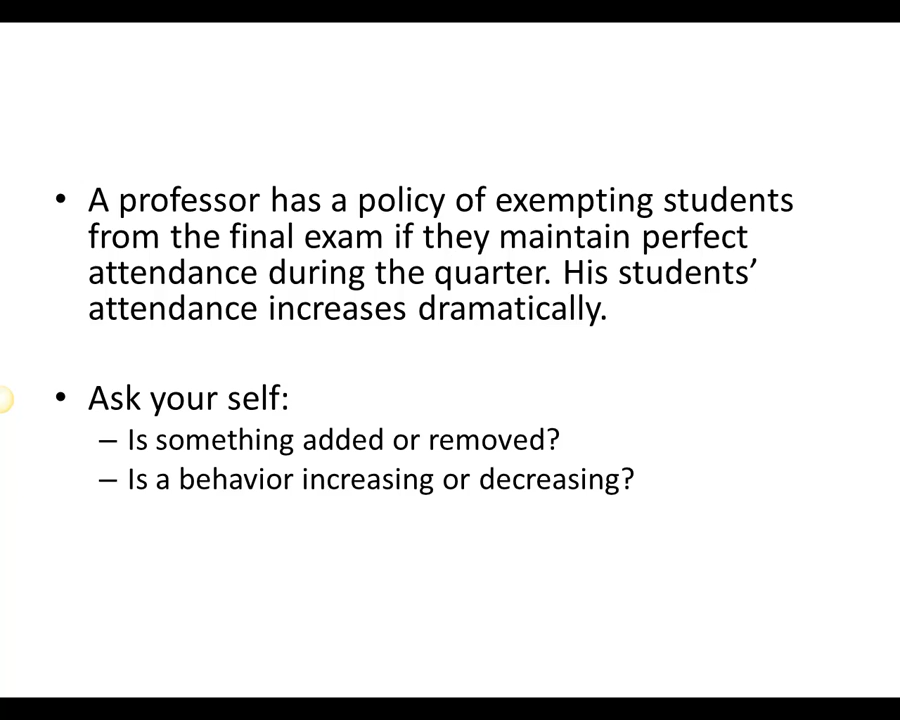 • A professor has a policy of exempting students
from the final exam if they maintain perfect
attendance during the quarter. His students’
attendance increases dramatically.
• Ask your self:
– Is something added or removed?
– Is a behavior increasing or decreasing?